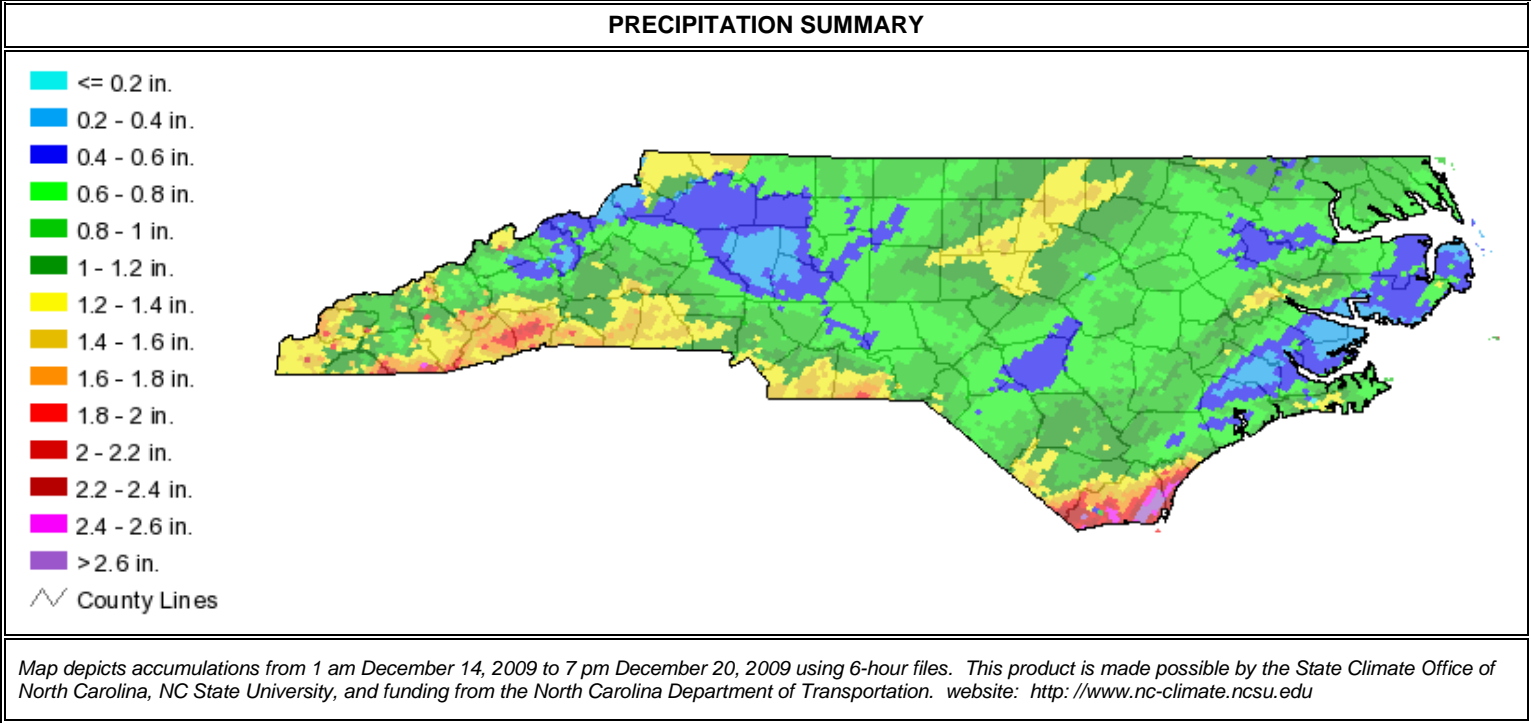 PRECIPITATION SUMMARY
<= 0.2 in.
0.2 - 0.4 in.
0.4 - 0.6 in.
0.6 - 0.8 in.
0.8 - 1 in.
1 - 1.2 in.
1.2 - 1.4 in.
1.4 - 1.6 in.
1.6 - 1.8 in.
1.8 - 2 in.
2 - 2.2 in.
2.2 - 2.4 in.
2.4 - 2.6 in.
>2.6 in.
County Lines
Map depicts accumulations from 1 am December 14, 2009 to 7 pm December 20, 2009 using 6-hour files. This product is made possible by the State Climate Office of
North Carolina, NC State University, and funding from the North Carolina Department of Transportation. website: http: //www.nc-climate.ncsu.edu